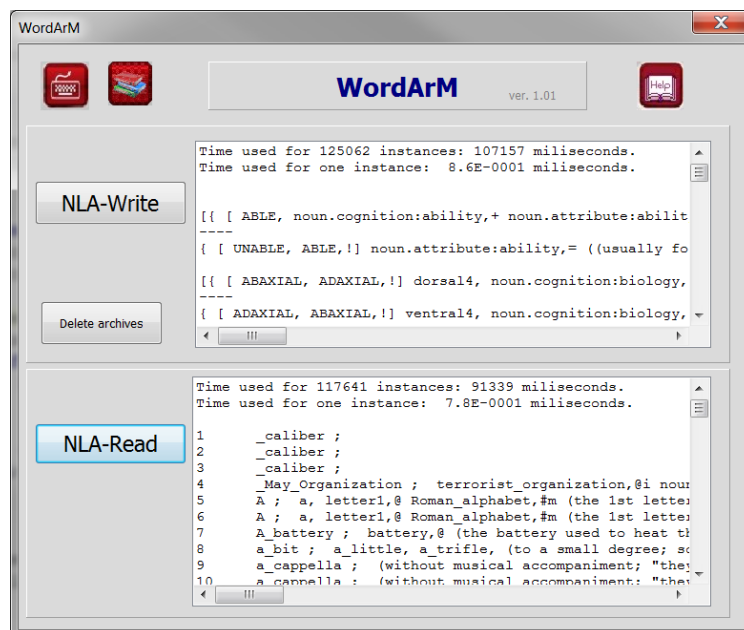 WordArM
WordArM
ver. 1.01
Help
Time used for 125062 instances: 107157 miliseconds.
Time used for one instance: 8.6E-0001 miliseconds.
NLA-Write
[{ [ ABLE, noun.cognition:ability,+ noun.attribute:abilit
----
{ [ UNABLE, ABLE,!] noun.attribute:ability,= ((usually fo
[{ [ ABAXIAL, ADAXIAL,!] dorsal4, noun.cognition:biology,
----
{ [ ADAXIAL, ABAXIAL,!] ventral4, noun.cognition:biology,
Delete archives
Time used for 117641 instances: 91339 miliseconds.
Time used for one instance: 7.8E-0001 miliseconds.
NLA-Read
1 _caliber ;
2 _caliber ;
3 _caliber ;
4 _May_Organization ; terrorist_organization,@i noun
5 A ; a, letter1,@ Roman_alphabet,#m (the 1st letter
6 A ; a, letter1,@ Roman_alphabet,#m (the 1st letter
7 A_battery ; battery,@ (the battery used to heat th
8 a_bit ; a_little, a_trifle, (to a small degree; so
9 a_cappella ; (without musical accompaniment; "they
10 a_cappella ; (without musical accompaniment; "they